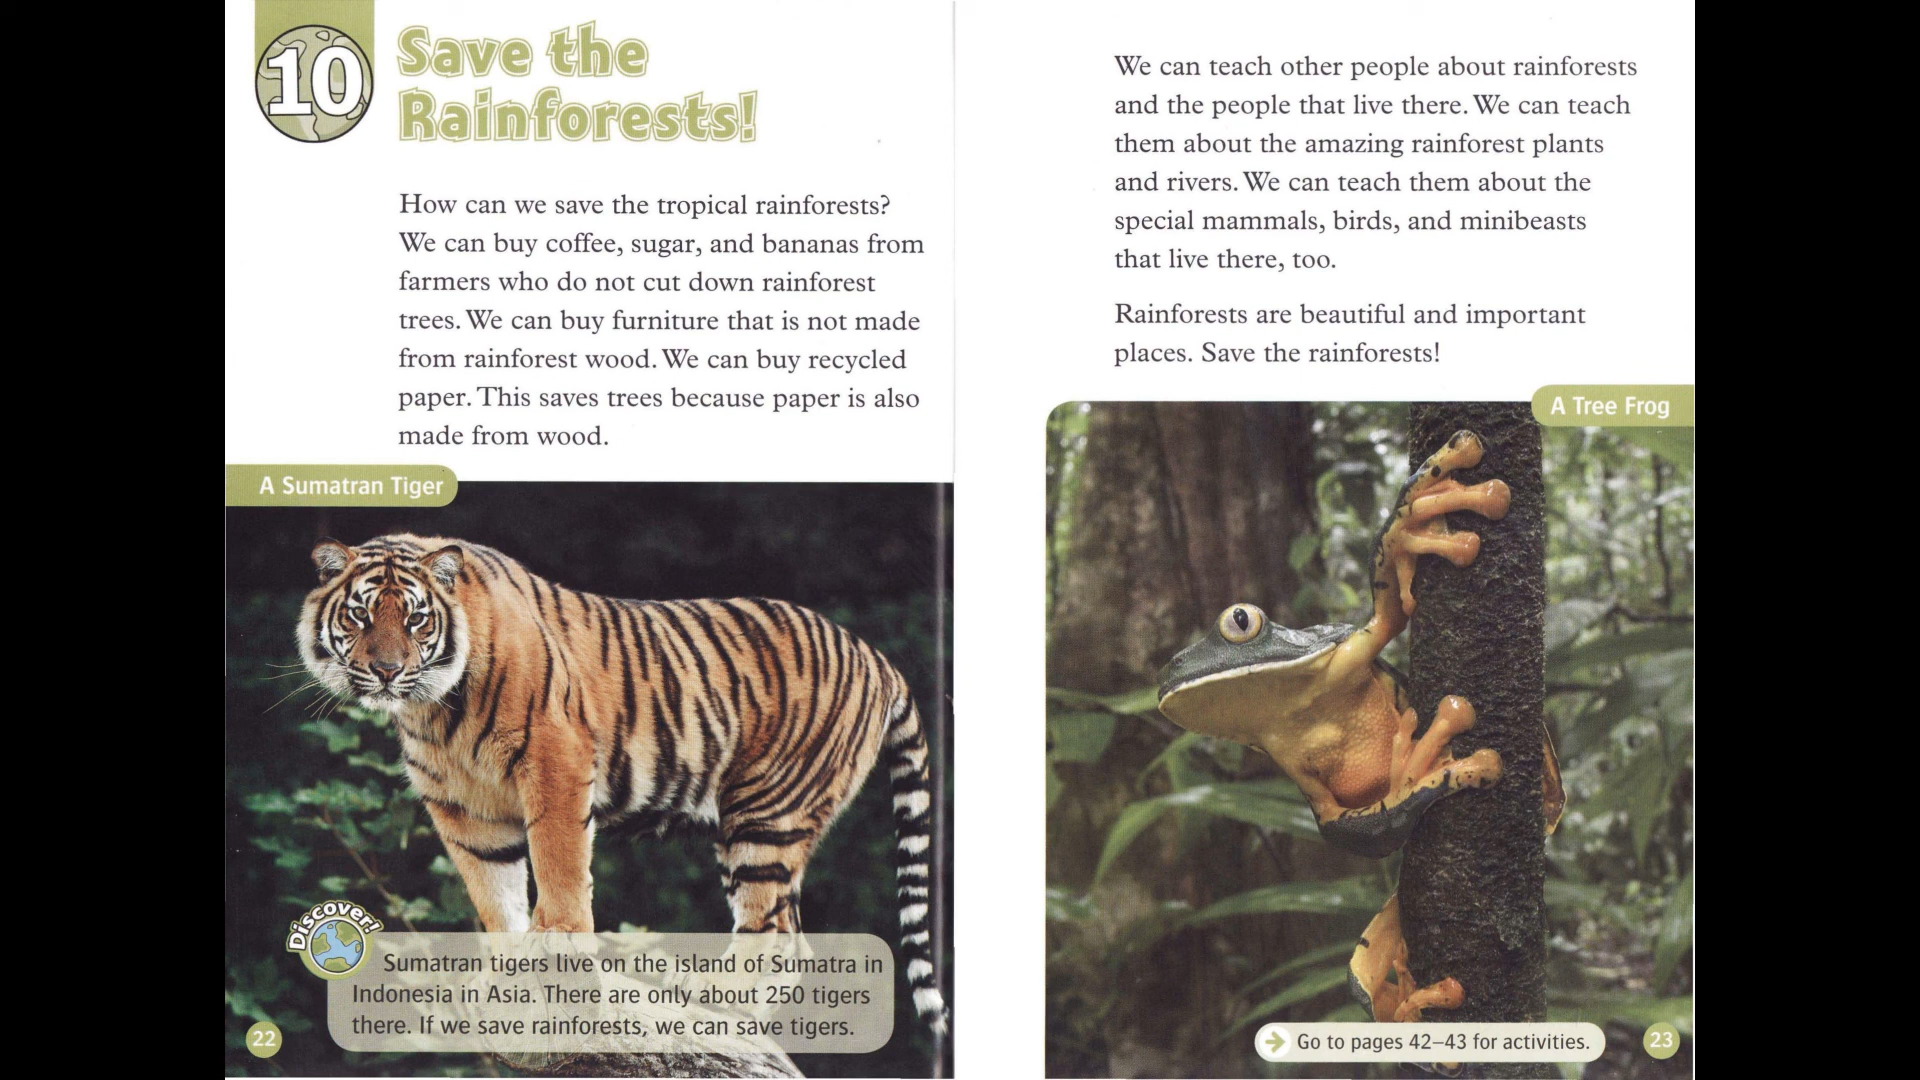 10
Save the
Rainforests!
How can we save the tropical rainforests?
We can buy coffee, sugar, and bananas from
farmers who do not cut down rainforest
trees. We can buy furniture that is not made
from rainforest wood. We can buy recycled
paper. This saves trees because paper is also
made from wood.
A Sumatran Tiger
Discover!
Sumatran tigers live on the island of Sumatra in
Indonesia in Asia. There are only about 250 tigers
there. If we save rainforests, we can save tigers.
22
We can teach other people about rainforests
and the people that live there. We can teach
them about the amazing rainforest plants
and rivers. We can teach them about the
special mammals, birds, and minibeasts
that live there, too.
Rainforests are beautiful and important
places. Save the rainforests!
A Tree Frog
Go to pages 42–43 for activities.
23